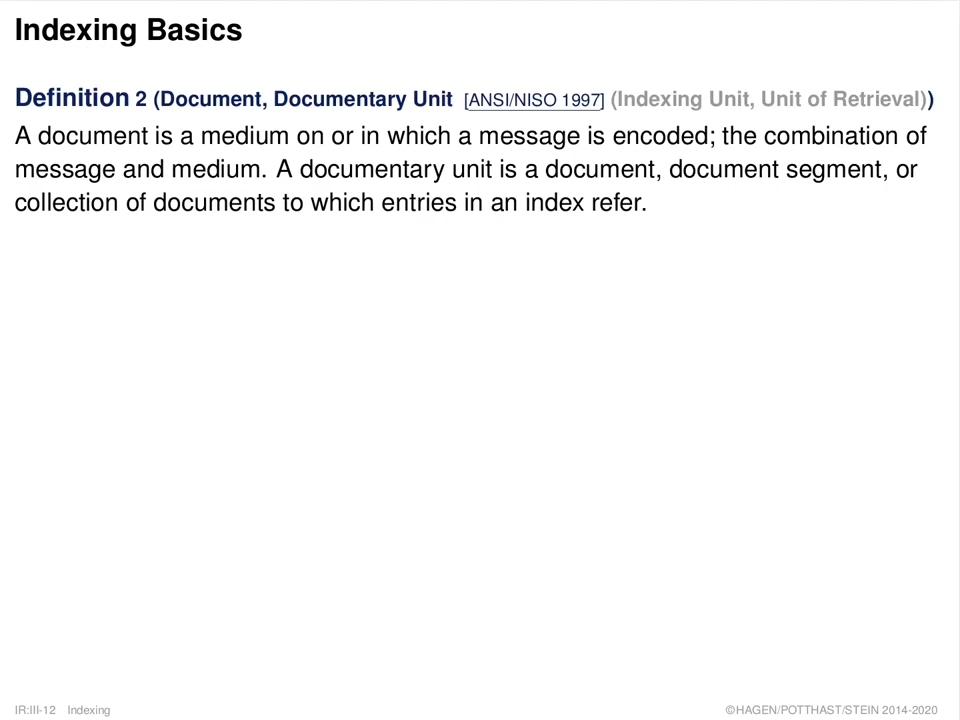 Indexing Basics
Definition 2 (Document, Documentary Unit [ANSI/NISO 1997] (Indexing Unit, Unit of Retrieval))
A document is a medium on or in which a message is encoded; the combination of
message and medium. A documentary unit is a document, document segment, or
collection of documents to which entries in an index refer.
IR:III-12 Indexing ©HAGEN/POTTHAST/STEIN 2014-2020